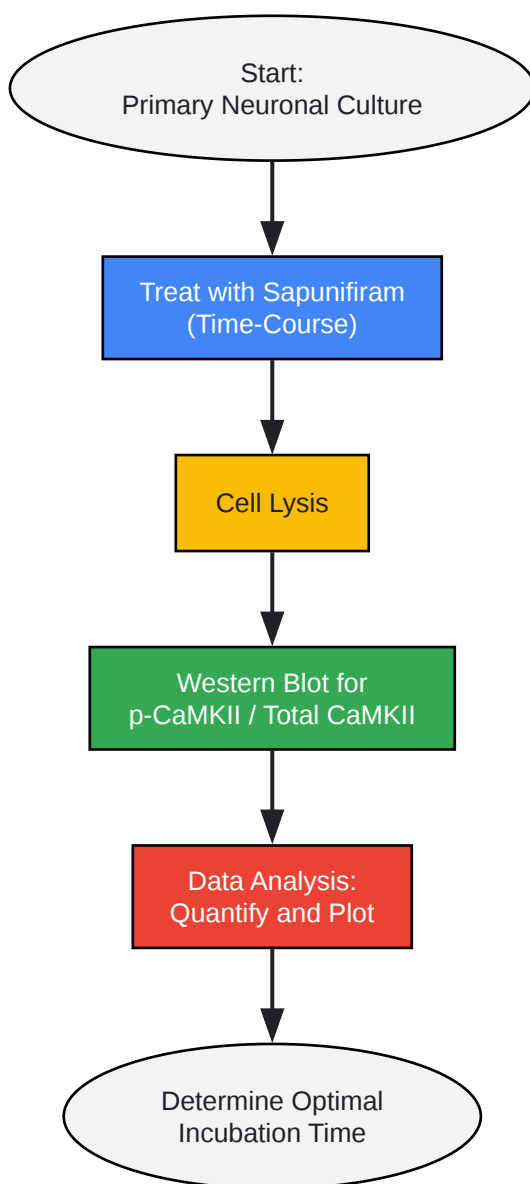 Start:
Primary Neuronal Culture
Treat with Sapunifiram
(Time-Course)
Cell Lysis
Western Blot for
p-CaMKII / Total CaMKII
Data Analysis:
Quantify and Plot
Determine Optimal
Incubation Time